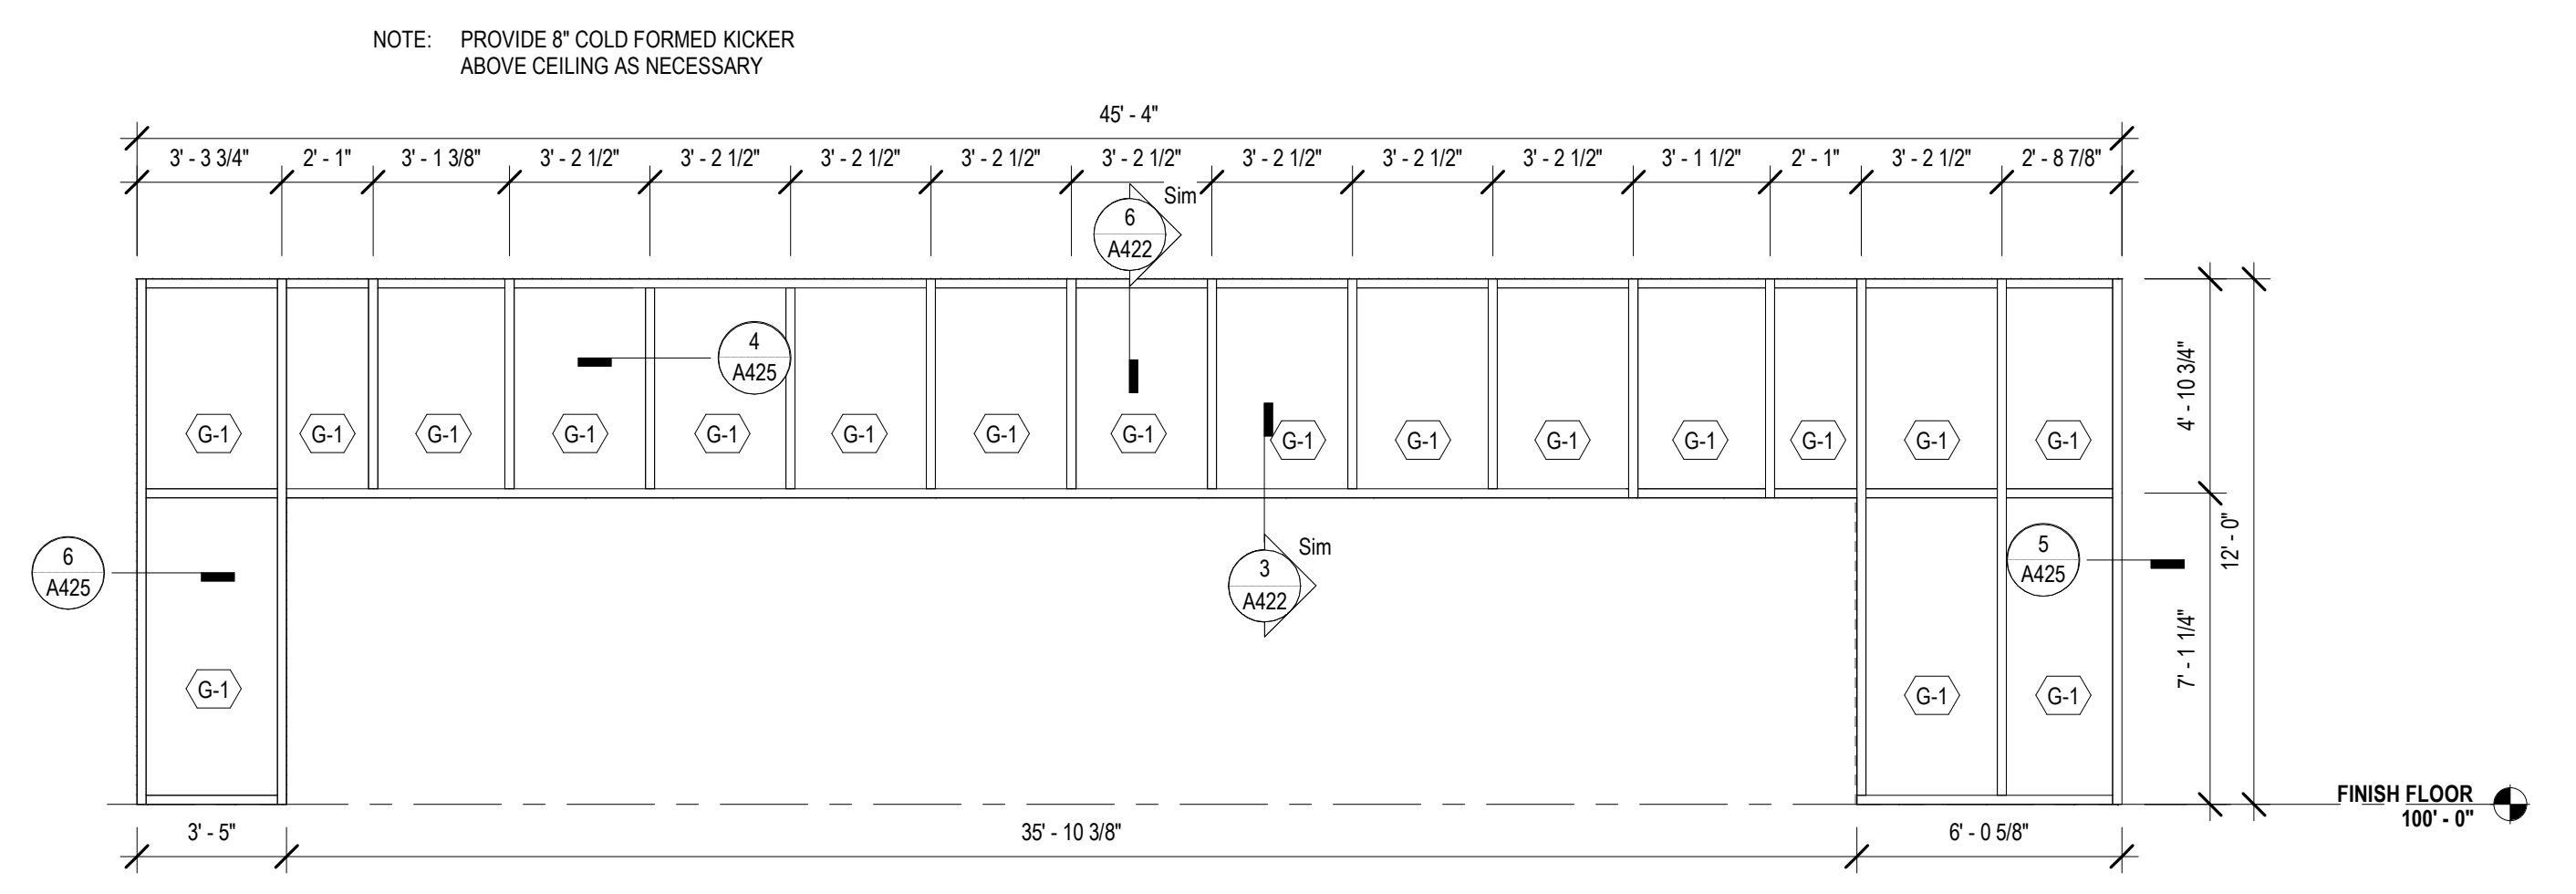 NOTE: PROVIDE 8" COLD FORMED KICKER
ABOVE CEILING AS NECESSARY
45' - 4"
3' - 3 3/4" 2' - 1" 3' - 1 3/8" 3' - 2 1/2" 3' - 2 1/2" 3' - 2 1/2" 3' - 2 1/2" 3' - 2 1/2" 3' - 2 1/2" 3' - 2 1/2" 3' - 2 1/2" 3' - 1 1/2" 2' - 1" 3' - 2 1/2" 2' - 8 7/8"
Sim
6
A422
4
A425
4' - 10 3/4"
G-1 G-1 G-1 G-1 G-1 G-1 G-1 G-1 G-1 G-1 G-1 G-1 G-1 G-1 G-1
6
A425
Sim
3
A422
5
A425
12' - 0"
7' - 1 1/4"
G-1 G-1 G-1
FINISH FLOOR
100' - 0"
3' - 5" 35' - 10 3/8" 6' - 0 5/8"